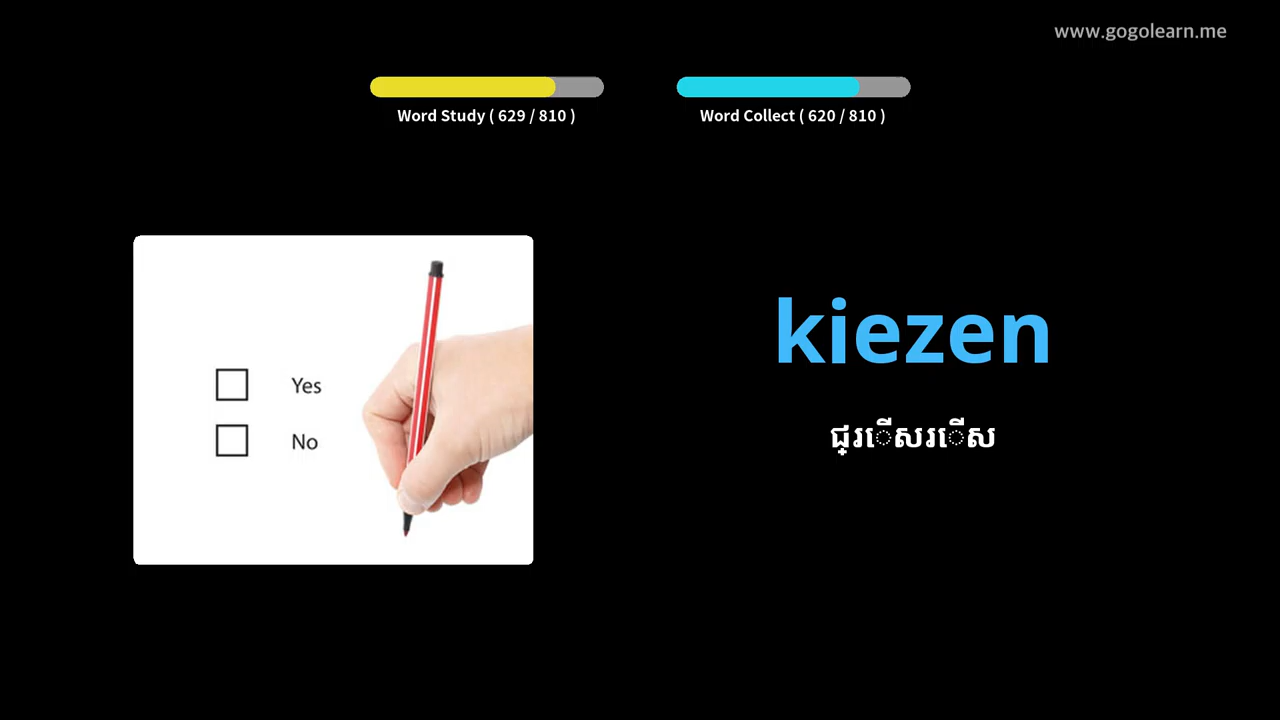 www.gogolearn.me
Word Study ( 629 / 810 )
Word Collect ( 620 / 810 )
kiezen
Yes
No
ជ្រើសរើស